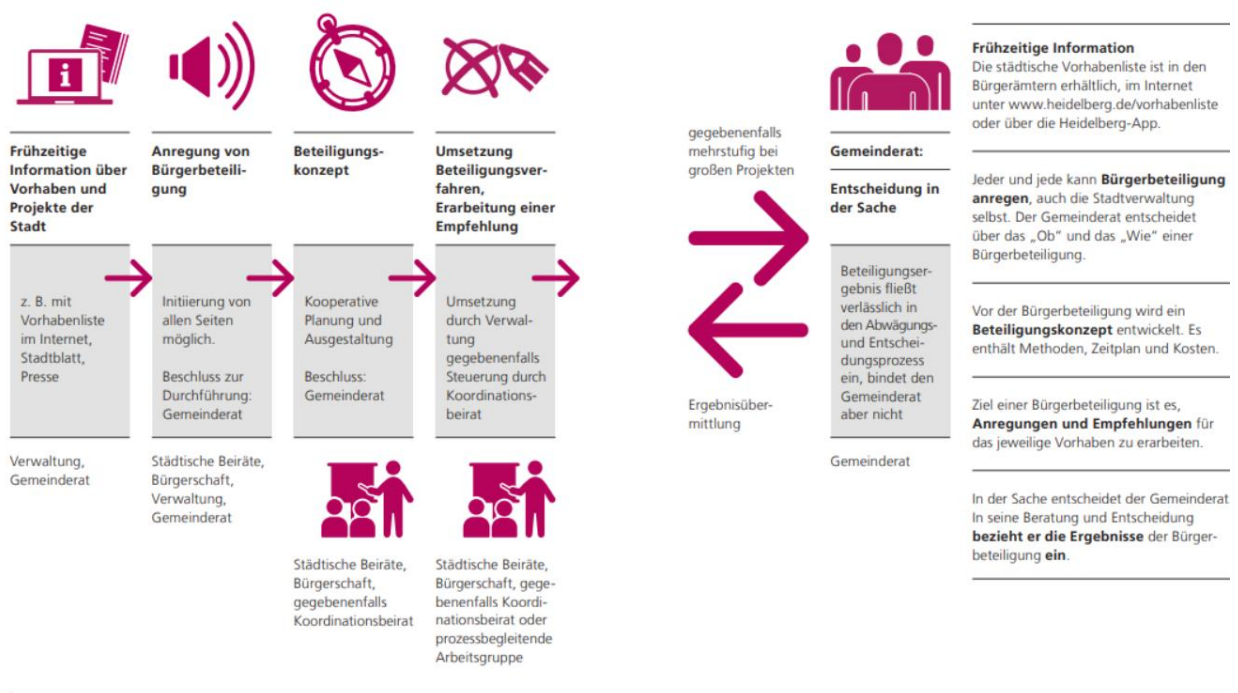 Frühzeitige
Information über
Vorhaben und
Projekte der
Stadt
z. B. mit
Vorhabenliste
im Internet,
Stadtblatt,
Presse
Verwaltung,
Gemeinderat
Anregung von
Bürgerbeteili-
gung
Initiierung von
allen Seiten
möglich.
Beschluss zur
Durchführung:
Gemeinderat
Städtische Beiräte,
Bürgerschaft,
Verwaltung,
Gemeinderat
Beteiligungs-
konzept
Kooperative
Planung und
Ausgestaltung
Beschluss:
Gemeinderat
Städtische Beiräte,
Bürgerschaft,
gegebenenfalls
Koordinationsbeirat
Umsetzung
Beteiligungsver-
fahren,
Erarbeitung einer
Empfehlung
Umsetzung
durch Verwal-
tung
gegebenenfalls
Steuerung durch
Koordinations-
beirat
Städtische Beiräte,
Bürgerschaft, gege-
benenfalls Koordi-
nationsbeirat oder
prozessbegleitende
Arbeitsgruppe
gegebenenfalls
mehrstufig bei
großen Projekten
Ergebnisüber-
mittlung
Gemeinderat:
Entscheidung in
der Sache
Beteiligungser-
gebnis fließt
verlässlich in
den Abwägungs-
und Entschei-
dungsprozess
ein, bindet den
Gemeinderat
aber nicht
Gemeinderat
Frühzeitige Information
Die städtische Vorhabenliste ist in den
Bürgerämtern erhältlich, im Internet
unter www.heidelberg.de/vorhabenliste
oder über die Heidelberg-App.
Jeder und jede kann Bürgerbeteiligung
anregen, auch die Stadtverwaltung
selbst. Der Gemeinderat entscheidet
über das „Ob“ und das „Wie“ einer
Bürgerbeteiligung.
Vor der Bürgerbeteiligung wird ein
Beteiligungskonzept entwickelt. Es
enthält Methoden, Zeitplan und Kosten.
Ziel einer Bürgerbeteiligung ist es,
Anregungen und Empfehlungen für
das jeweilige Vorhaben zu erarbeiten.
In der Sache entscheidet der Gemeinderat
In seine Beratung und Entscheidung
bezieht er die Ergebnisse der Bürger-
beteiligung ein.